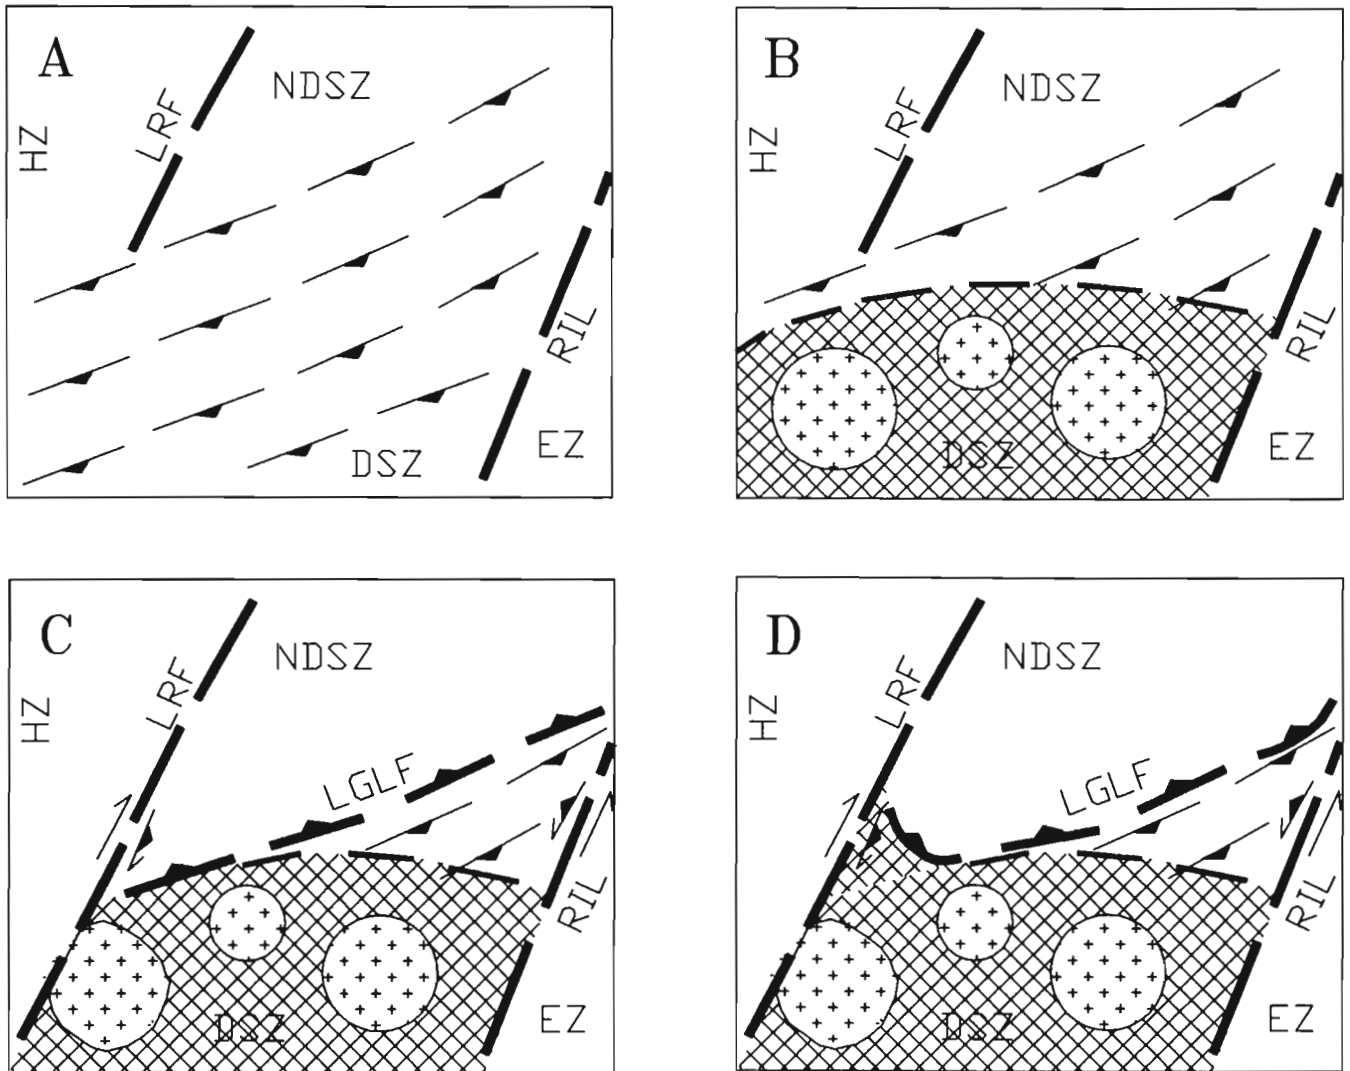 A
NDSZ
LRF
HZ
RIL
EZ
DSZ
B
NDSZ
LRF
HZ
RIL
EZ
DSZ
C
NDSZ
LRF
HZ
LGLF
RIL
EZ
DSZ
D
NDSZ
LRF
HZ
LGLF
RIL
EZ
DSZ